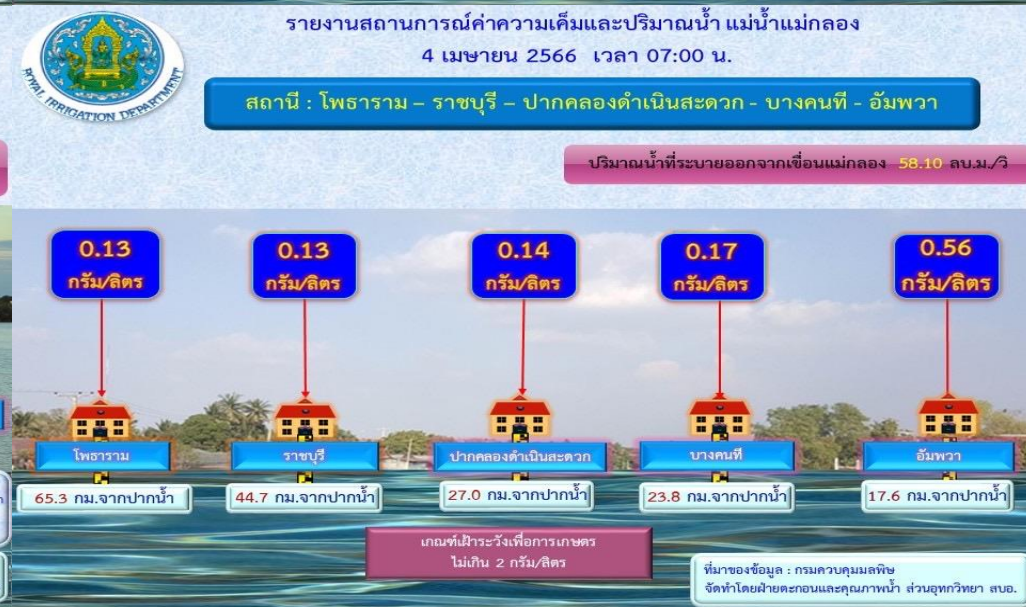 รายงานสถานการณ์ค่าความเค็มและปริมาณน้ำ แม่น้ำแม่กลอง
4 เมษายน 2566 เวลา 07:00 น.
ROYAL IRRIGATION DEPARTMENT
สถานี : โพธาราม – ราชบุรี – ปากคลองดำเนินสะดวก - บางคนที - อัมพวา
ปริมาณน้ำที่ระบายออกจากเขื่อนแม่กลอง 58.10 ลบ.ม./วิ
0.13
กรัม/ลิตร
0.13
กรัม/ลิตร
0.14
กรัม/ลิตร
0.17
กรัม/ลิตร
0.56
กรัม/ลิตร
โพธาราม
ราชบุรี
ปากคลองดำเนินสะดวก
บางคนที
อัมพวา
65.3 กม.จากปากน้ำ
44.7 กม.จากปากน้ำ
27.0 กม.จากปากน้ำ
23.8 กม.จากปากน้ำ
17.6 กม.จากปากน้ำ
เกณฑ์เฝ้าระวังเพื่อการเกษตร
ไม่เกิน 2 กรัม/ลิตร
ที่มาของข้อมูล : กรมควบคุมมลพิษ
จัดทำโดยฝ่ายตะกอนและคุณภาพน้ำ ส่วนอุทกวิทยา สบอ.